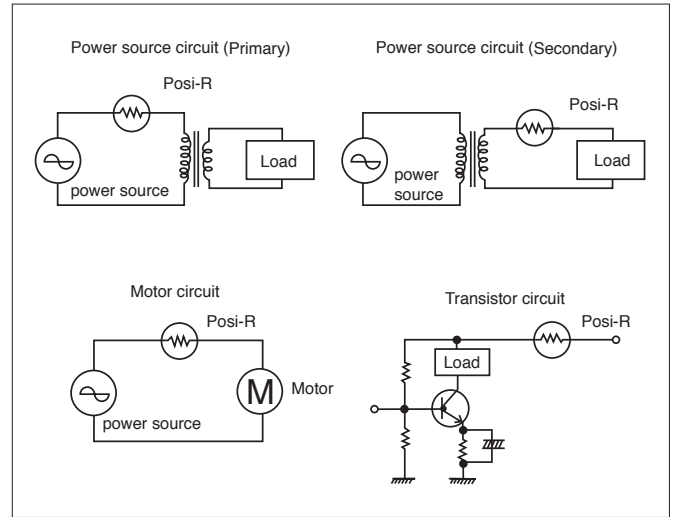 Power source circuit (Primary)
Posi-R
Load
power source
Power source circuit (Secondary)
Posi-R
Load
power
source
Motor circuit
Posi-R
M
Motor
power source
Transistor circuit
Posi-R
Load